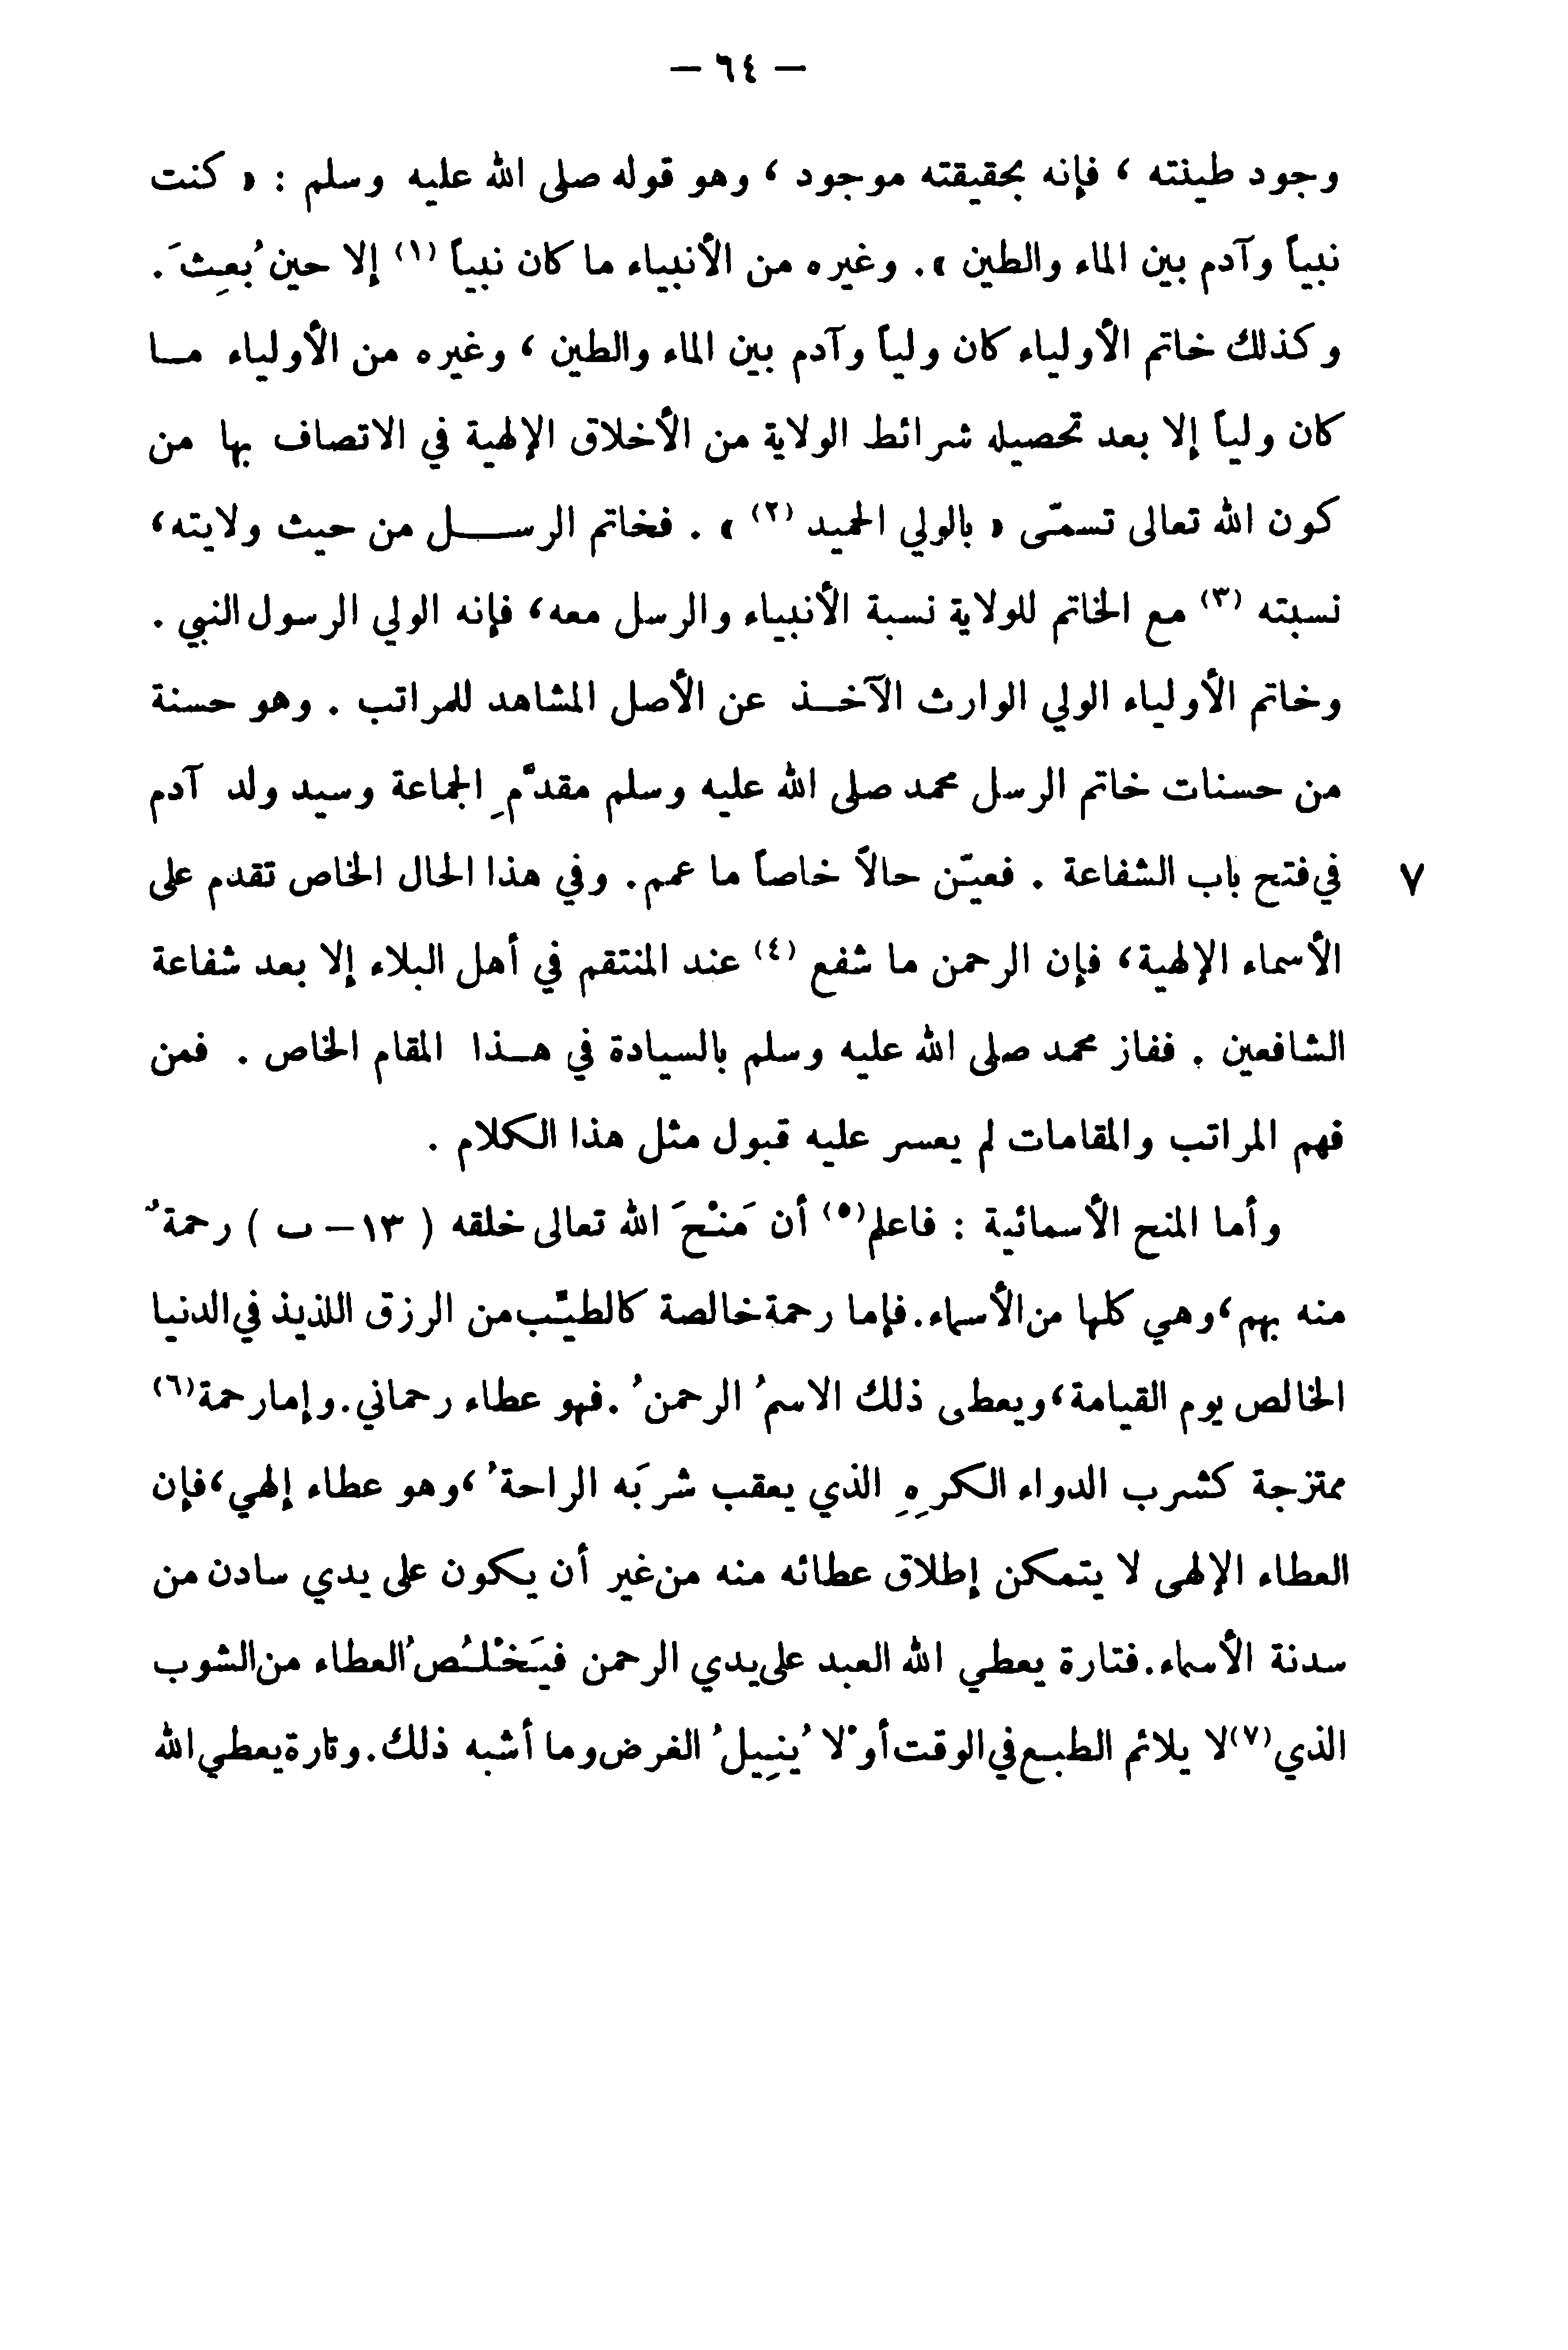 — ٦٤ —
وجود طينته ، فإنه بحقيقته موجود ، وهو قوله صلى الله عليه وسلم : « كنت
نبياً وآدم بين الماء والطين ». وغيره من الأنبياء ما كان نبياً (١) إلا حين بُعِثَ .
وكذلك خاتم الأولياء كان ولياً وآدم بين الماء والطين ، وغيره من الأولياء مـا
كان ولياً إلا بعد تحصيله شرائط الولاية من الأخلاق الإلهية في الاتصاف بها من
كون الله تعالى تسمّى « بالولي الحميد (٢) » . فخاتم الرســـل من حيث ولايته ،
نسبته (٣) مع الخاتم للولاية نسبة الأنبياء والرسل معه ، فإنه الولي الرسول النبي .
وخاتم الأولياء الولي الوارث الآخـذ عن الأصل المشاهد للمراتب . وهو حسنة
من حسنات خاتم الرسل محمد صلى الله عليه وسلم مقدَّمِ الجماعة وسيد ولد آدم
في فتح باب الشفاعة . فعيّن حالاً خاصاً ما عمم . وفي هذا الحال الخاص تقدم على ٧
الأسماء الإلهية ، فإن الرحمن ما شفع (٤) عند المنتقم في أهل البلاء إلا بعد شفاعة
الشافعين . ففاز محمد صلى الله عليه وسلم بالسيادة في هـذا المقام الخاص . فمن
فهم المراتب والمقامات لم يعسر عليه قبول مثل هذا الكلام .
وأما المنح الأسمائية : فاعلم (٥) أن مَنْحَ الله تعالى خلقه ( ١٣ – ب ) رحمةٌ
منه بهم ، وهي كلها من الأسماء . فإما رحمة خالصة كالطيّب من الرزق اللذيذ في الدنيا
الخالص يوم القيامة ، ويعطى ذلك الاسمُ الرحمنُ . فهو عطاء رحماني . وإما رحمة (٦)
ممتزجة كشرب الدواء الكرِهِ الذي يعقب شربَه الراحةُ ، وهو عطاء إلهي ، فإن
العطاء الإلهى لا يتمكن إطلاق عطائه منه من غير أن يكون على يدي سادن من
سدنة الأسماء . فتارة يعطي الله العبد على يدي الرحمن فيَخْلُصُ العطاء من الشوب
الذي (٧) لا يلائم الطبـع في الوقت أوْ لا يُنِيلُ الغرض وما أشبه ذلك . وتارة يعطي الله